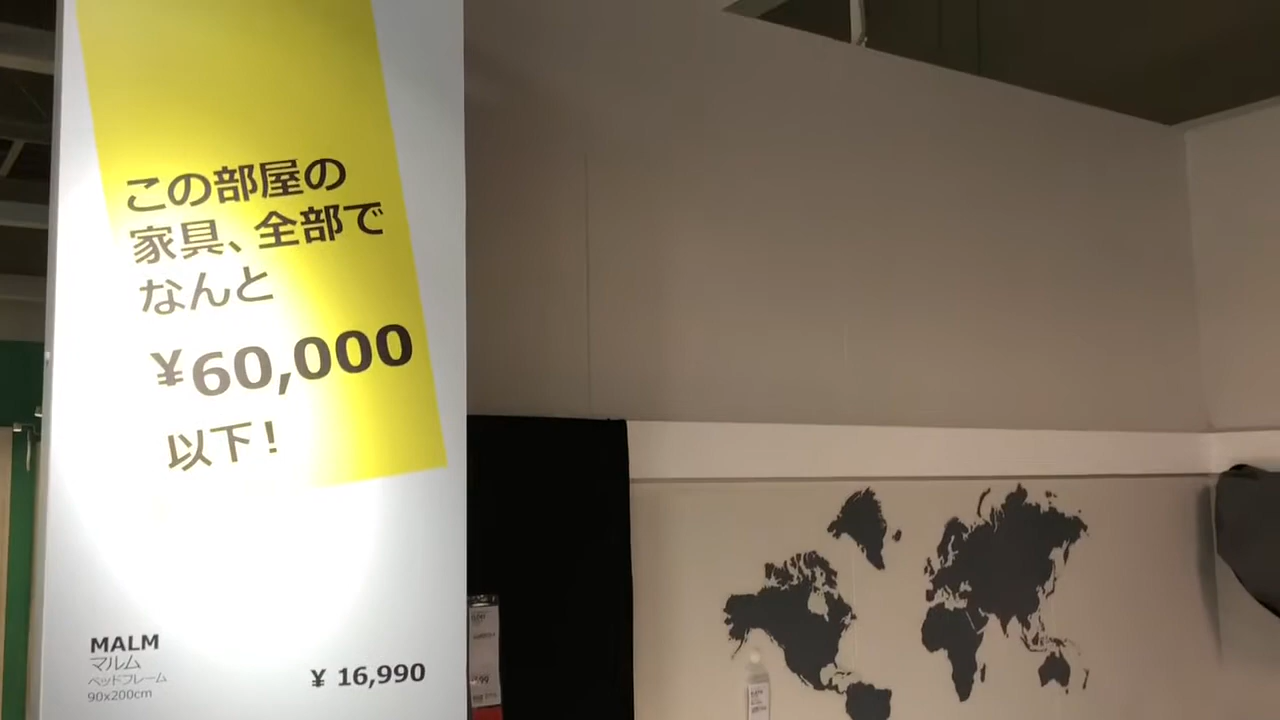 この部屋の
家具、全部で
なんと
¥60,000
以下!
MALM
マルム
ベッドフレーム
90x200cm
¥ 16,990